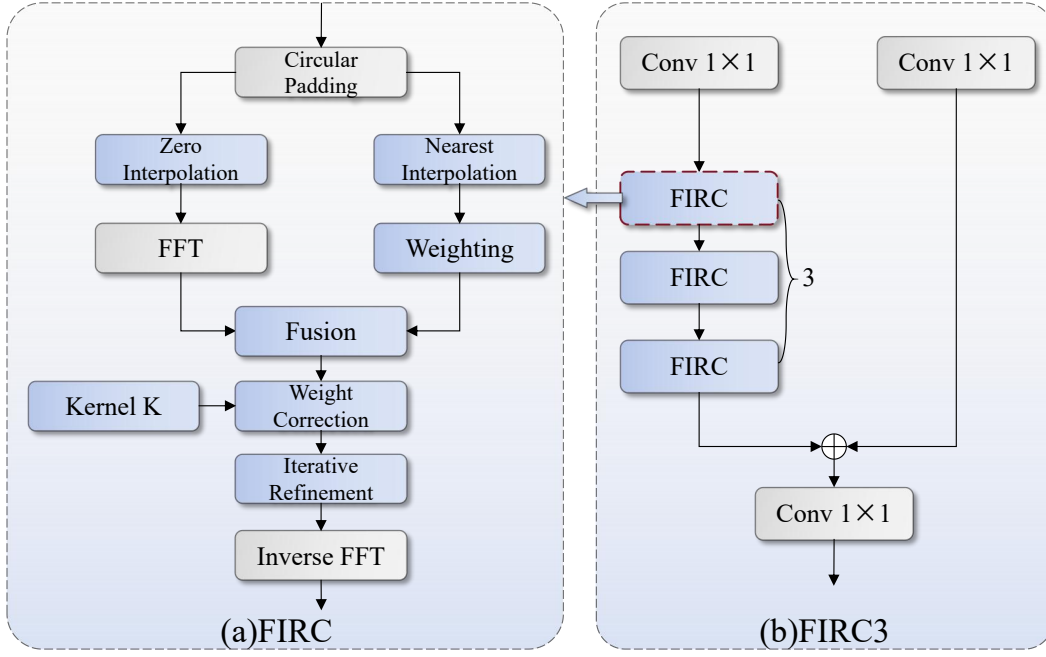 Circular
Padding
Zero
Interpolation
Nearest
Interpolation
FFT
Weighting
Fusion
Kernel K
Weight
Correction
Iterative
Refinement
Inverse FFT
(a)FIRC
Conv 1×1
Conv 1×1
FIRC
FIRC
3
FIRC
Conv 1×1
(b)FIRC3